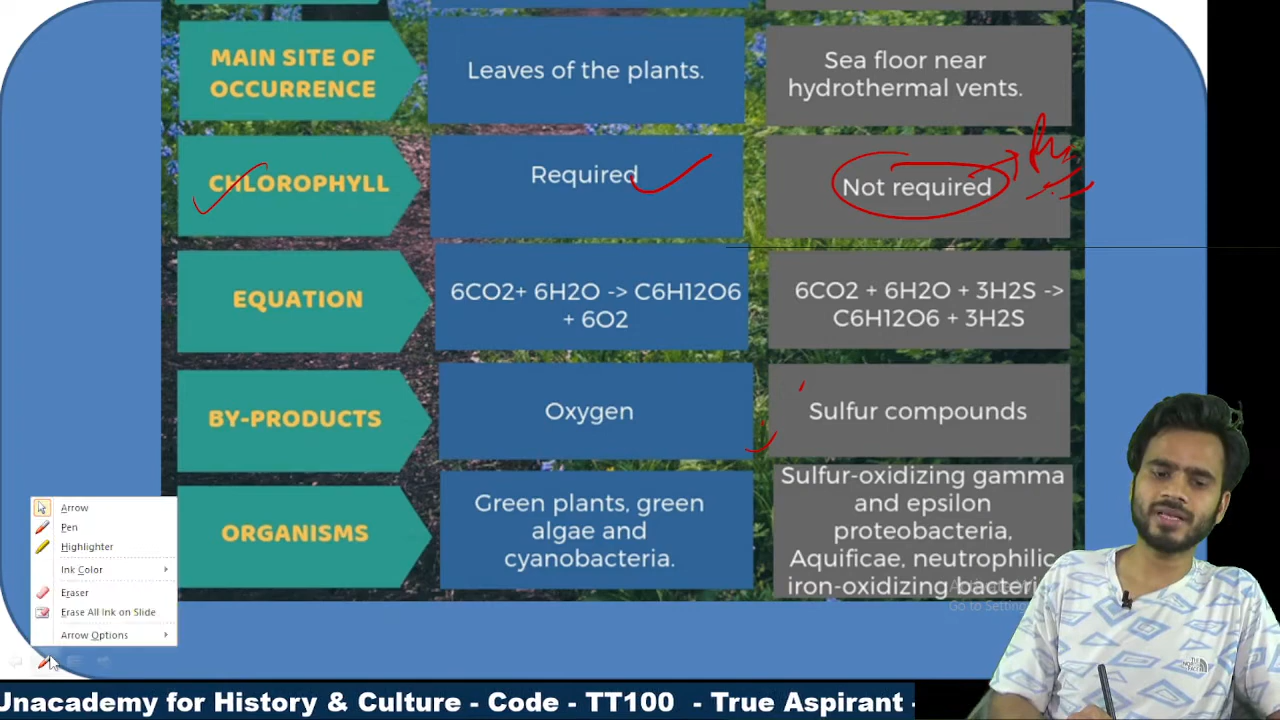 MAIN SITE OF
OCCURRENCE
Leaves of the plants.
Sea floor near
hydrothermal vents.
CHLOROPHYLL
Required
Not required
EQUATION
6CO2+ 6H2O -> C6H12O6
+ 6O2
6CO2 + 6H2O + 3H2S ->
C6H12O6 + 3H2S
BY-PRODUCTS
Oxygen
Sulfur compounds
ORGANISMS
Green plants, green
algae and
cyanobacteria.
Sulfur-oxidizing gamma
and epsilon
proteobacteria,
Aquificae, neutrophilic
iron-oxidizing
Arrow
Pen
Highlighter
Ink Color
Eraser
Erase All Ink on Slide
Arrow Options
Go to
Unacademy for History & Culture - Code - TT100 - True Aspirant -